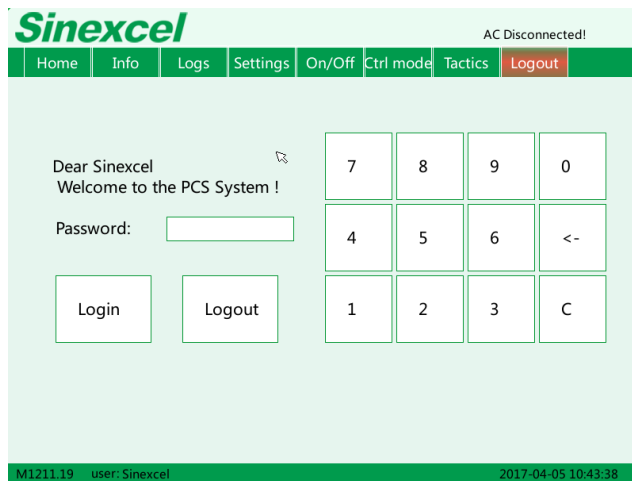 Sinexcel
AC Disconnected!
Home Info Logs Settings On/Off Ctrl mode Tactics Logout
Dear Sinexcel
Welcome to the PCS System !
Password:
Login Logout
7 8 9 0
4 5 6 <-
1 2 3 C
M1211.19 user: Sinexcel 2017-04-05 10:43:38